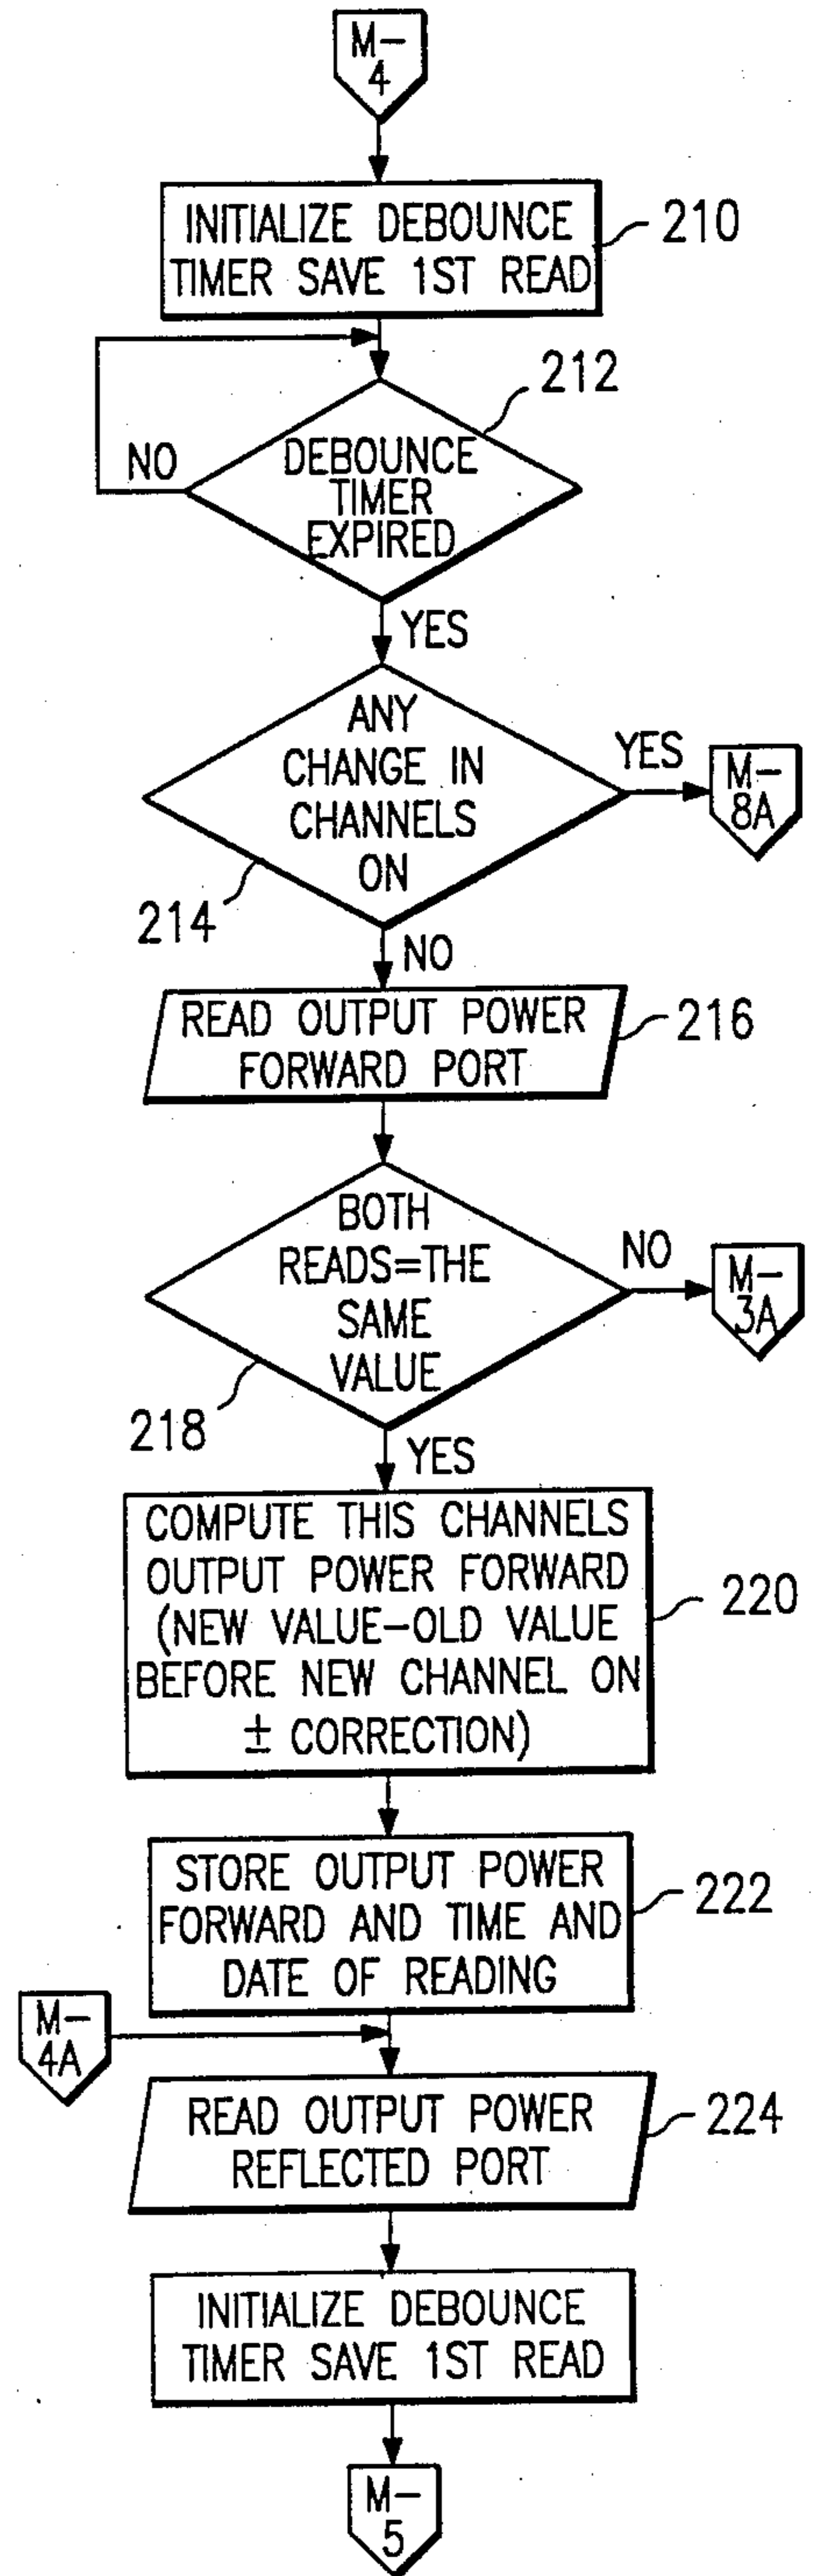 M-
4
INITIALIZE DEBOUNCE
TIMER SAVE 1ST READ
210
212
DEBOUNCE
TIMER
EXPIRED
NO
YES
ANY
CHANGE IN
CHANNELS
ON
YES
M-
8A
214
NO
READ OUTPUT POWER
FORWARD PORT
216
BOTH
READS=THE
SAME
VALUE
NO
M-
3A
218
YES
COMPUTE THIS CHANNELS
OUTPUT POWER FORWARD
(NEW VALUE-OLD VALUE
BEFORE NEW CHANNEL ON
± CORRECTION)
220
STORE OUTPUT POWER
FORWARD AND TIME AND
DATE OF READING
222
M-
4A
READ OUTPUT POWER
REFLECTED PORT
224
INITIALIZE DEBOUNCE
TIMER SAVE 1ST READ
M-
5